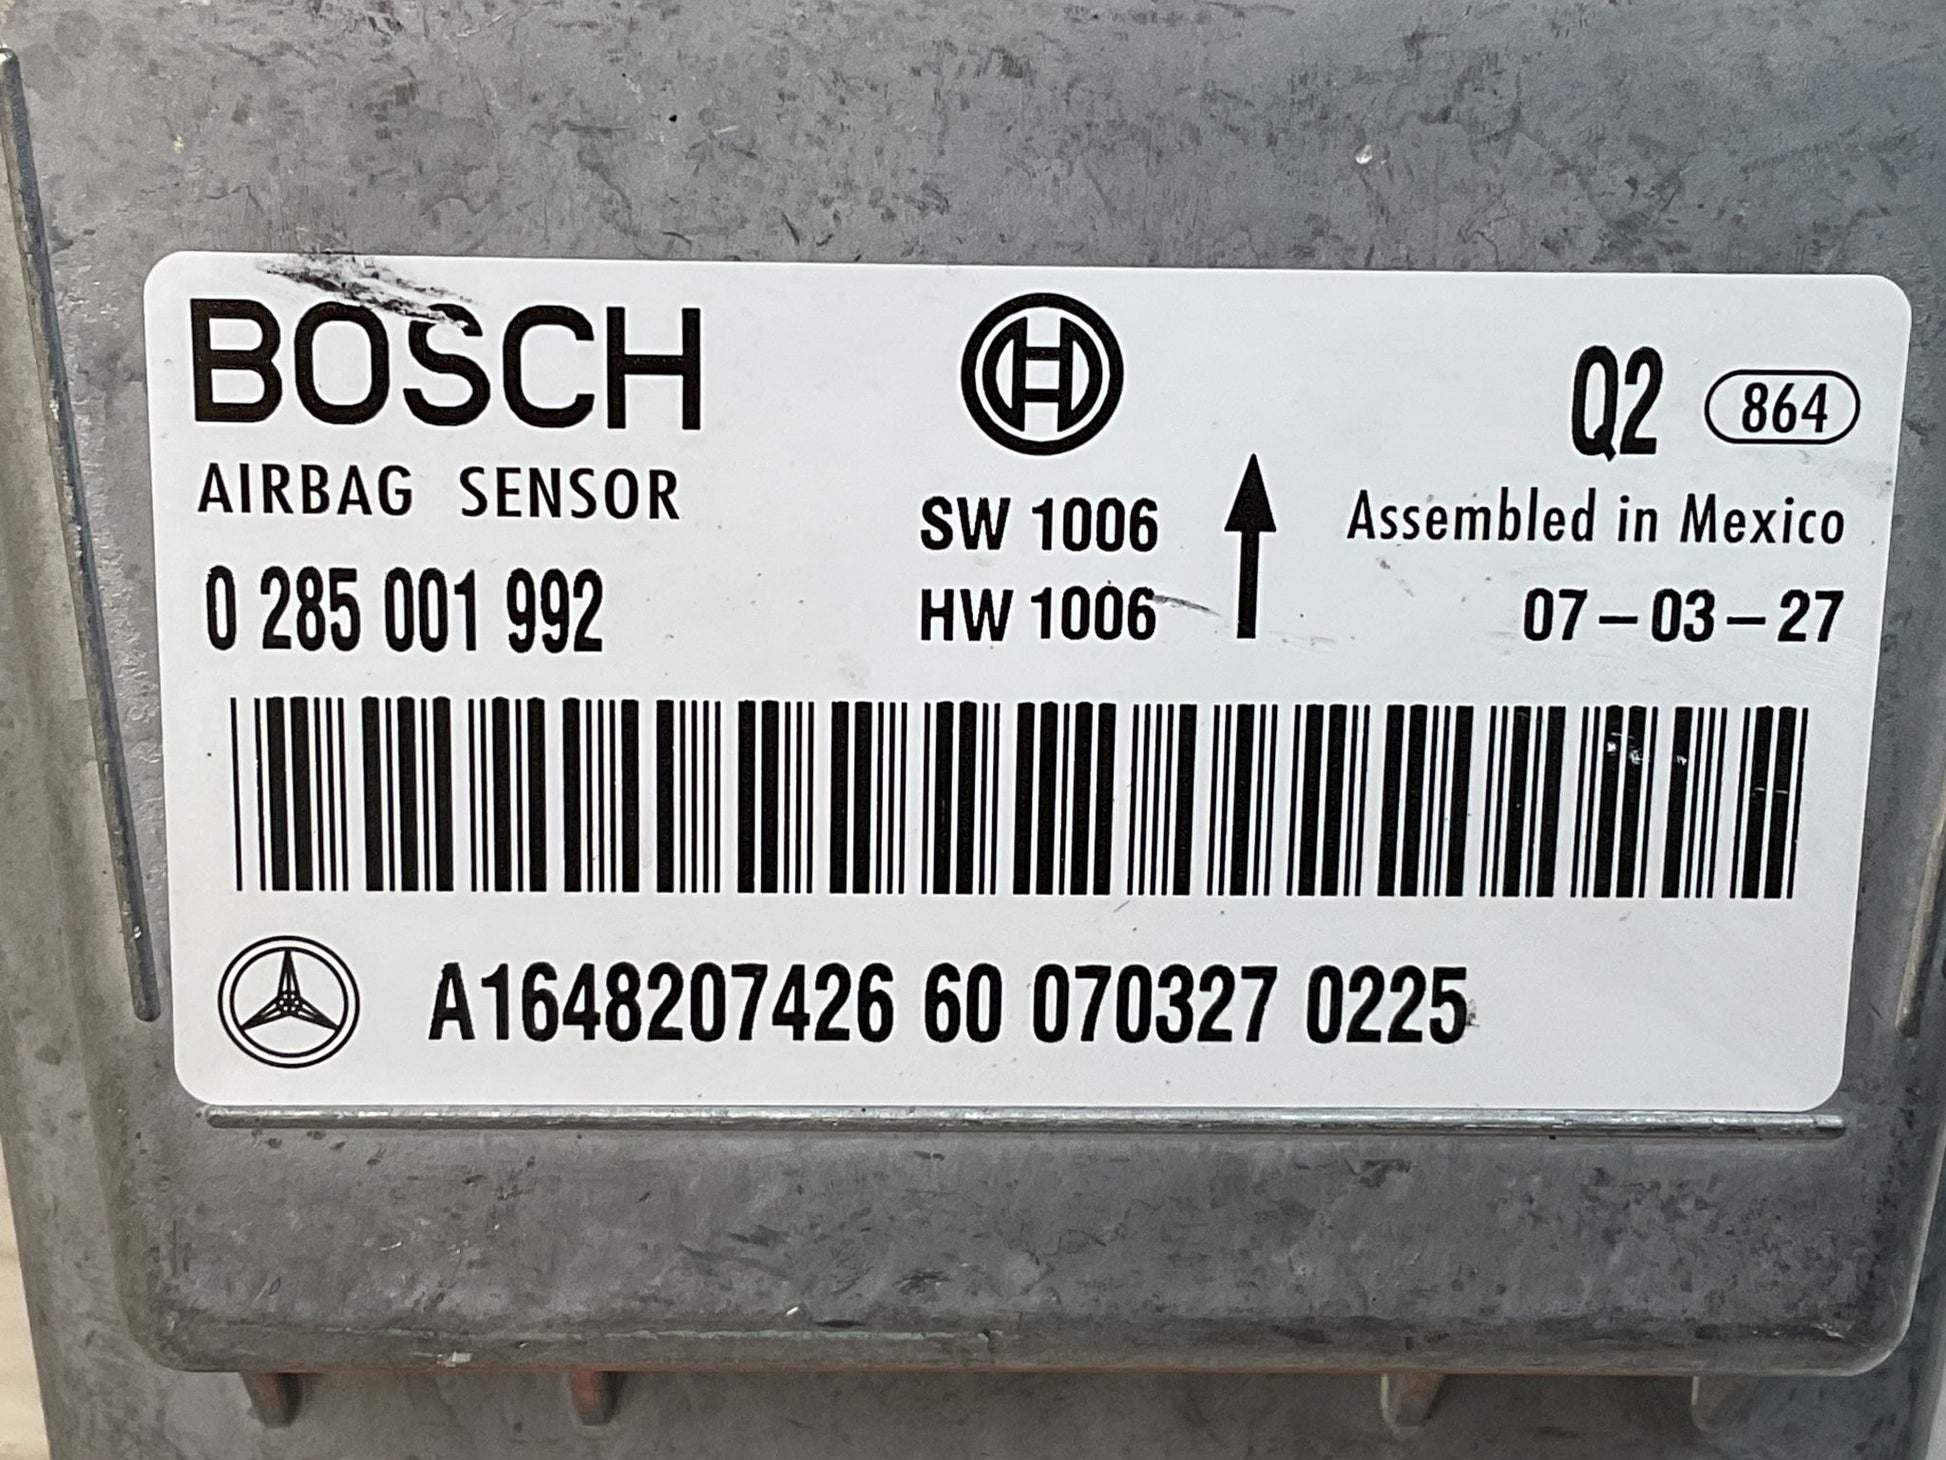 BOSCH
Q2 864
AIRBAG SENSOR
SW 1006
Assembled in Mexico
0 285 001 992
HW 1006
07-03-27
A1648207426 60 070327 0225